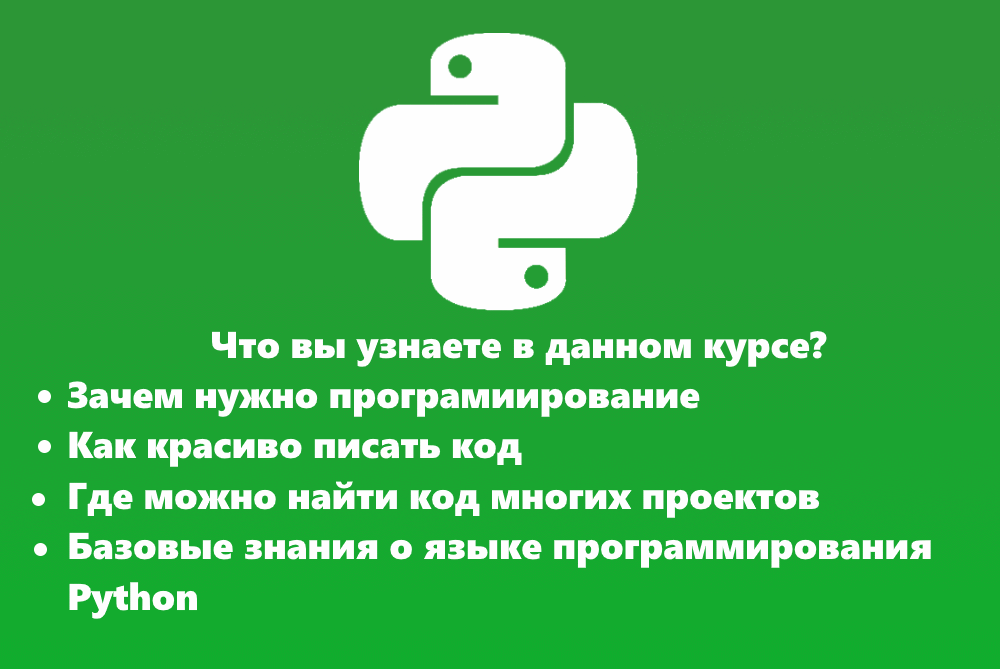 Что вы узнаете в данном курсе?
• Зачем нужно програмиирование
• Как красиво писать код
• Где можно найти код многих проектов
• Базовые знания о языке программирования
Python